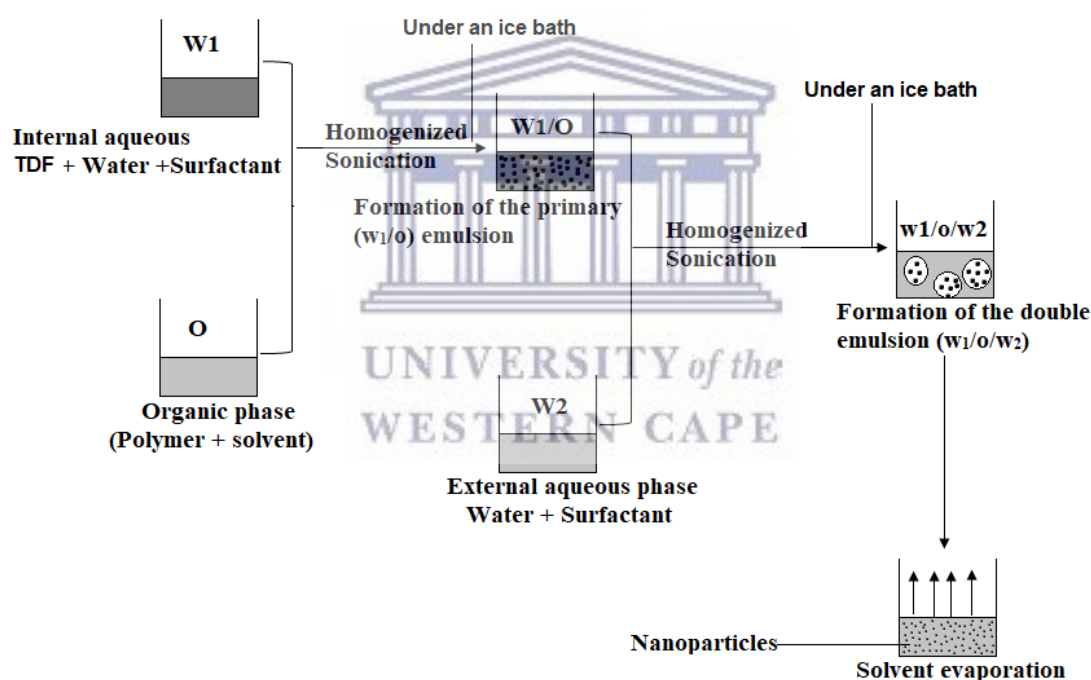 W1
Internal aqueous
TDF + Water +Surfactant
O
Organic phase
(Polymer + solvent)
Under an ice bath
Homogenized
Sonication
W1/O
Formation of the primary
(w1/o) emulsion
UNIVERSITY of the
WESTERN CAPE
W2
External aqueous phase
Water + Surfactant
Under an ice bath
Homogenized
Sonication
w1/o/w2
Formation of the double
emulsion (w1/o/w2)
Nanoparticles
Solvent evaporation